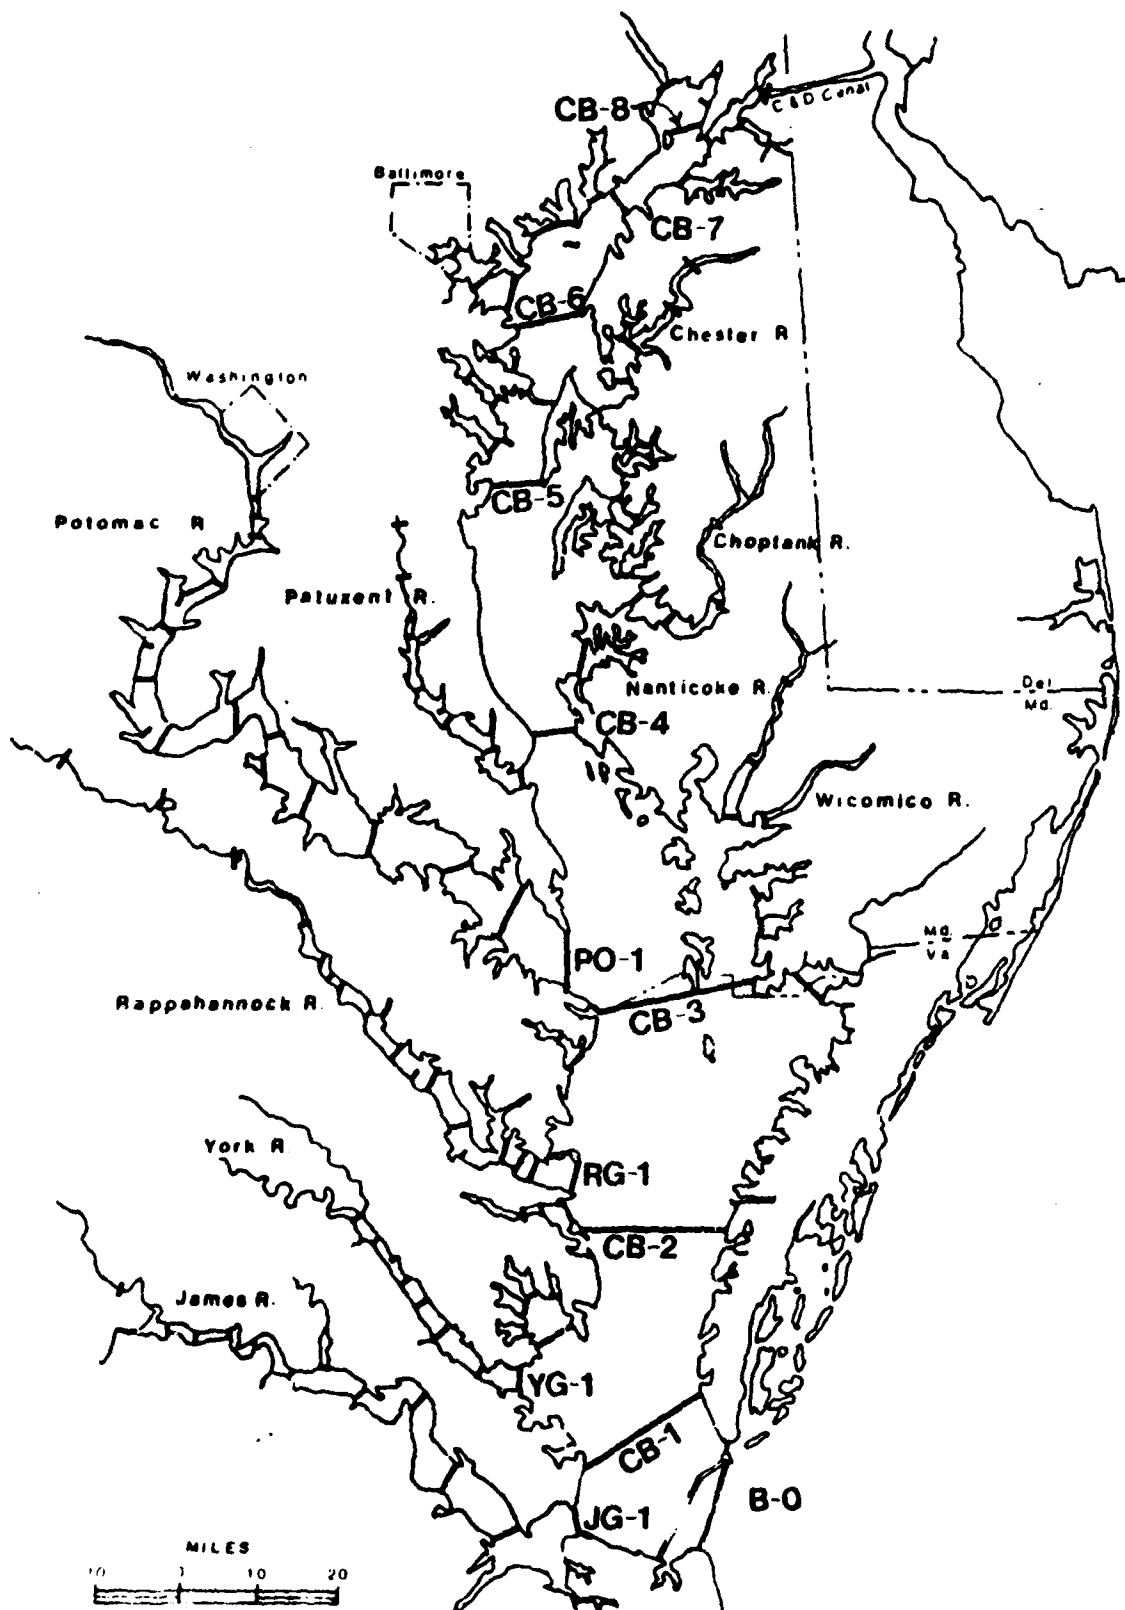 CB-8
C & D Canal
Baltimore
CB-7
CB-6
Chester R
Washington
CB-5
Potomac R
Choptank R.
Patuxent R.
Nanticoke R.
Del
Md.
CB-4
Wicomico R.
Md.
Va
PO-1
Rappahannock R.
CB-3
York R
RG-1
CB-2
James R.
YG-1
CB-1
B-0
JG-1
MILES
10 0 10 20